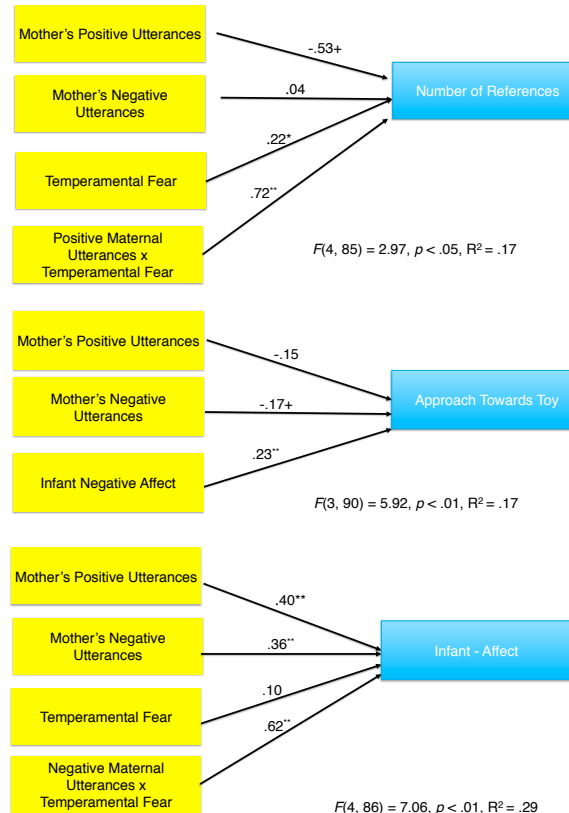 Mother’s Positive Utterances
-.53+
Mother’s Negative
Utterances
.04
Number of References
Temperamental Fear
.22*
.72**
Positive Maternal
Utterances x
Temperamental Fear
F(4, 85) = 2.97, p < .05, R² = .17
Mother’s Positive Utterances
-.15
Mother’s Negative
Utterances
-.17+
Approach Towards Toy
Infant Negative Affect
.23**
F(3, 90) = 5.92, p < .01, R² = .17
Mother’s Positive Utterances
.40**
Mother’s Negative
Utterances
.36**
Infant - Affect
Temperamental Fear
.10
.62**
Negative Maternal
Utterances x
Temperamental Fear
F(4, 86) = 7.06, p < .01, R² = .29